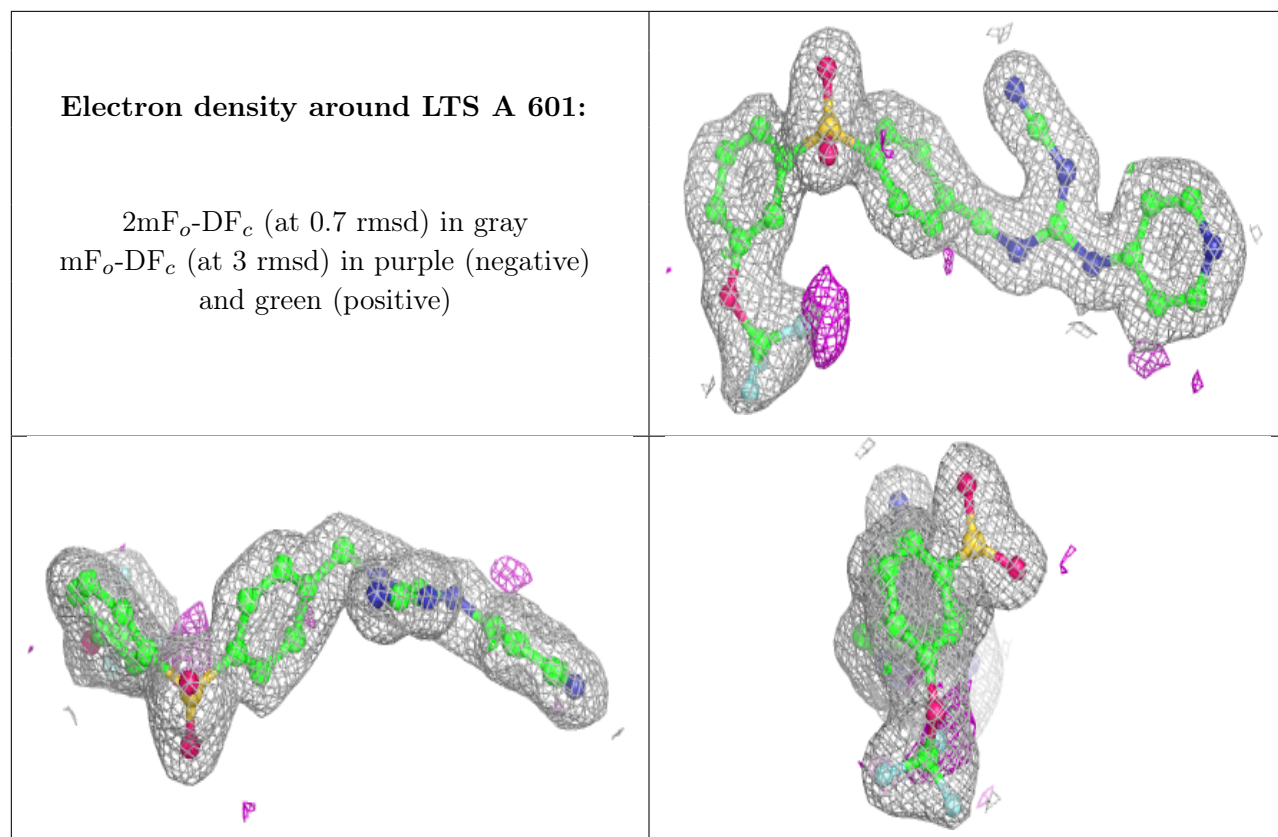 Electron density around LTS A 601:
2mFo-DFc (at 0.7 rmsd) in gray
mFo-DFc (at 3 rmsd) in purple (negative)
and green (positive)